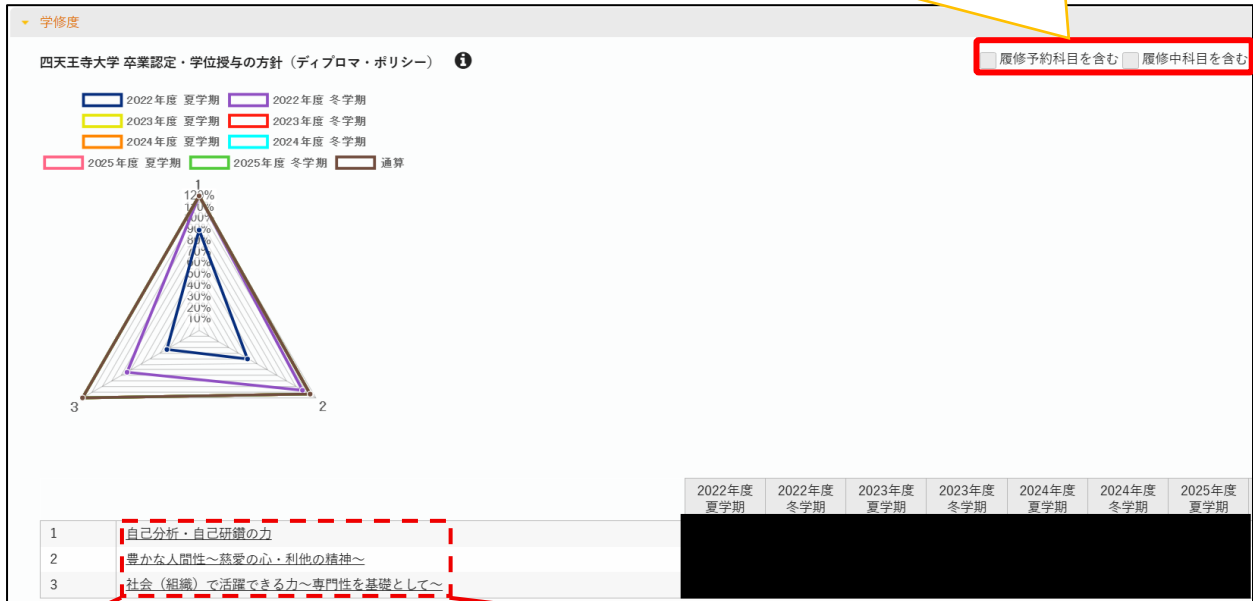 学修度
四天王寺大学 卒業認定・学位授与の方針（ディプロマ・ポリシー）
履修予約科目を含む 履修中科目を含む
2022年度 夏学期 2022年度 冬学期
2023年度 夏学期 2023年度 冬学期
2024年度 夏学期 2024年度 冬学期
2025年度 夏学期 2025年度 冬学期 通算
1
120%
110%
100%
90%
80%
70%
60%
50%
40%
30%
20%
10%
3 2
2022年度 2022年度 2023年度 2023年度 2024年度 2024年度 2025年度
夏学期 冬学期 夏学期 冬学期 夏学期 冬学期 夏学期
1 自己分析・自己研鑽の力
2 豊かな人間性～慈愛の心・利他の精神～
3 社会（組織）で活躍できる力～専門性を基礎として～